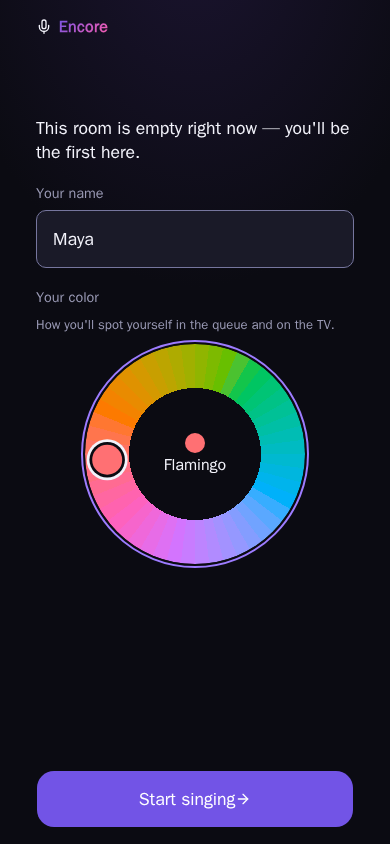 Encore
This room is empty right now — you'll be
the first here.
Your name
Maya
Your color
How you'll spot yourself in the queue and on the TV.
Flamingo
Start singing→